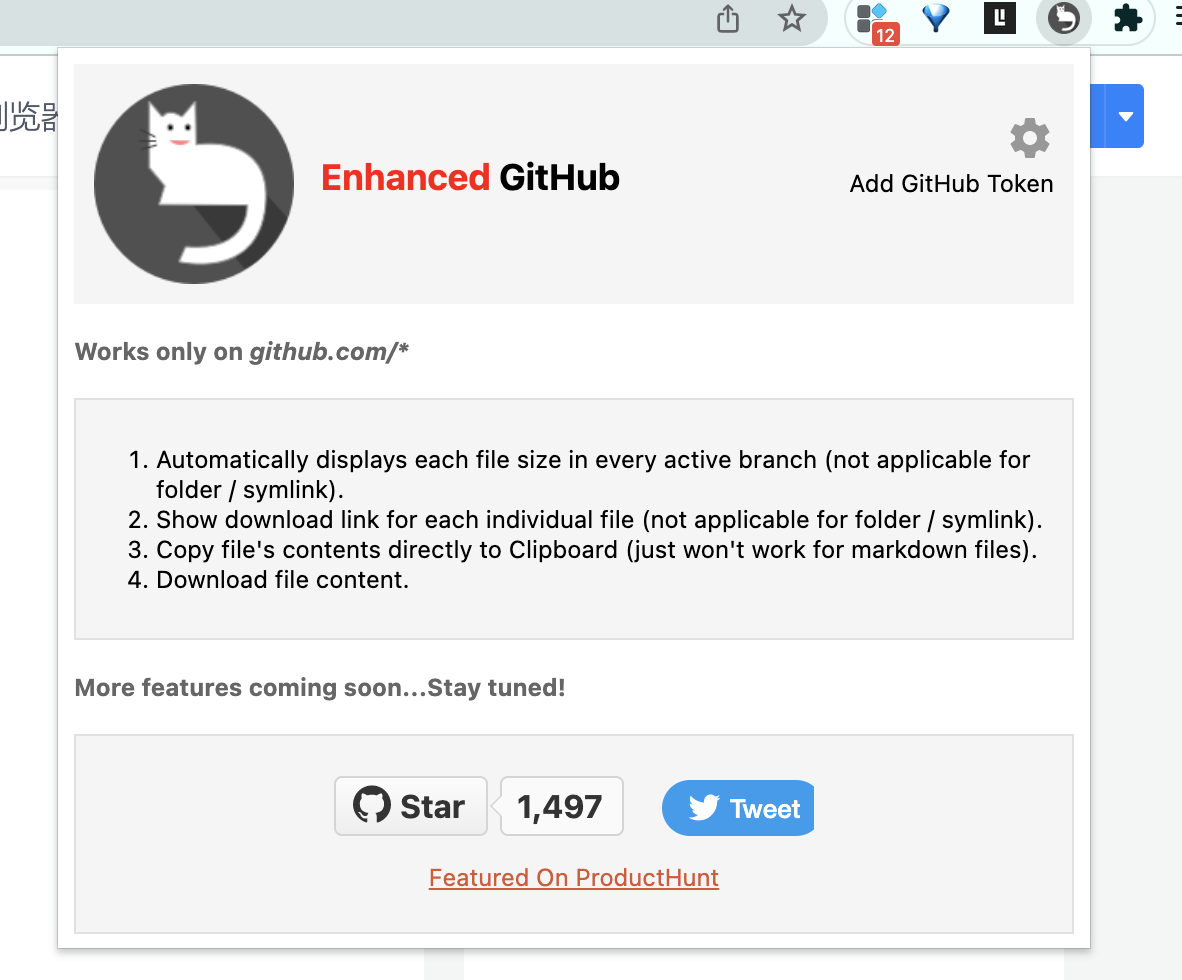 12
览器
Enhanced GitHub
Add GitHub Token
Works only on github.com/*
1. Automatically displays each file size in every active branch (not applicable for
folder / symlink).
2. Show download link for each individual file (not applicable for folder / symlink).
3. Copy file's contents directly to Clipboard (just won't work for markdown files).
4. Download file content.
More features coming soon...Stay tuned!
Star 1,497 Tweet
Featured On ProductHunt